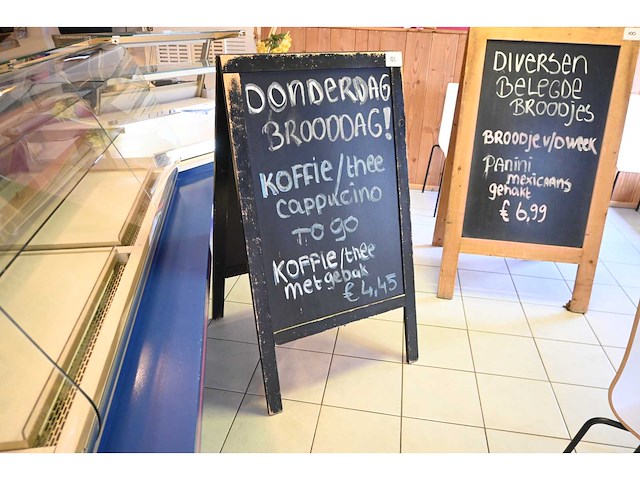 DONDERDAG
BROODDAG!
KOFFIE/thee
cappucino
TO GO
KOFFIE/thee
met gebak
€ 4,45
DIVERSEN
BELEGDE
BROODJES
BROODJE v/D WEEK
PANINI
mexicaans
gehakt
€ 6,99